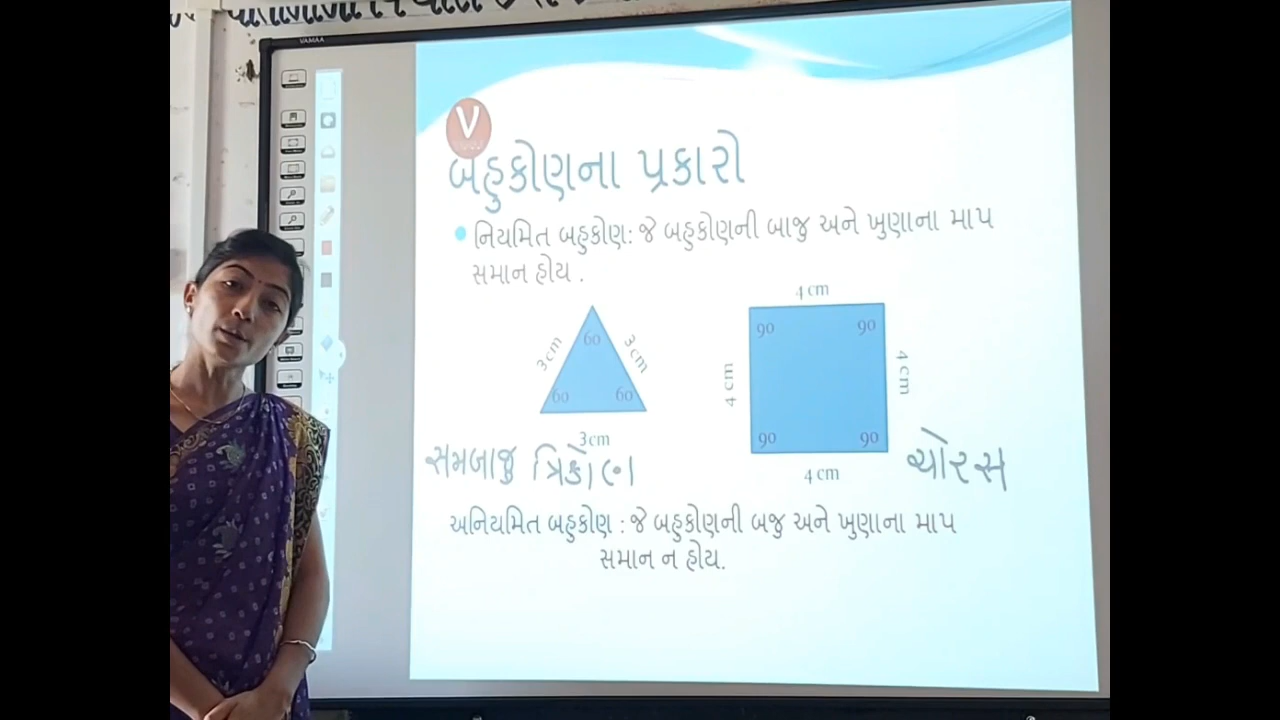 VAMAA
V
બહુકોણના પ્રકારો
નિયમિત બહુકોણ: જે બહુકોણની બાજુ અને ખુણાના માપ
સમાન હોય .
3cm
60
3cm
60
60
3cm
સમબાજુ ત્રિકોણ
4 cm
90
90
4 cm
4 cm
90
90
4 cm
ચોરસ
અનિયમિત બહુકોણ : જે બહુકોણની બજુ અને ખુણાના માપ
સમાન ન હોય.